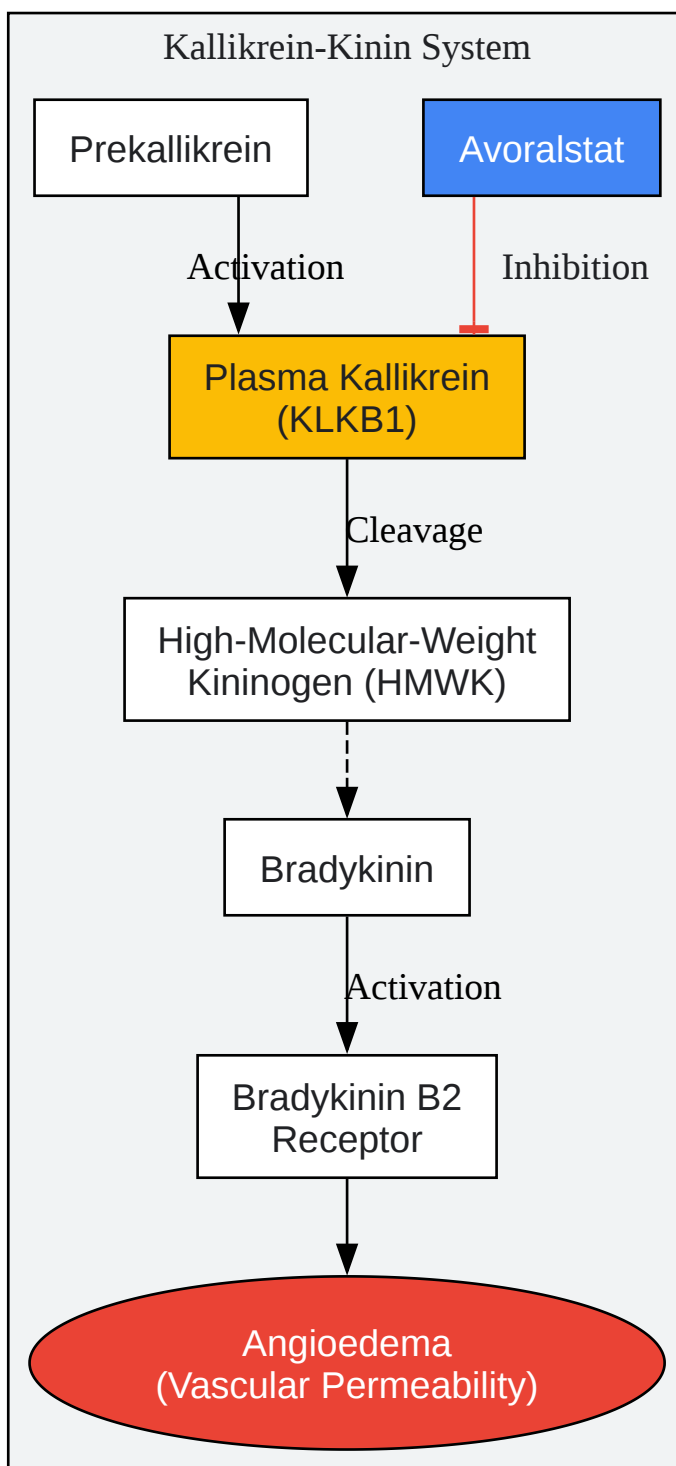 Kallikrein-Kinin System
Prekallikrein
Avoralstat
Activation
Inhibition
Plasma Kallikrein
(KLKB1)
Cleavage
High-Molecular-Weight
Kininogen (HMWK)
Bradykinin
Activation
Bradykinin B2
Receptor
Angioedema
(Vascular Permeability)